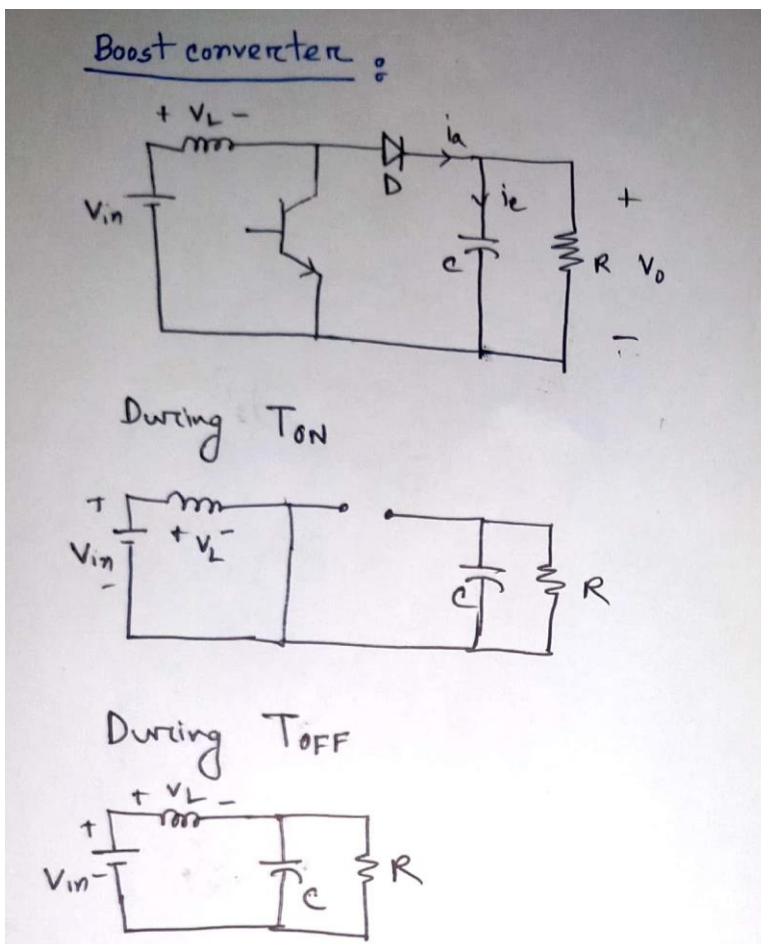 Boost converter :
+ VL -
ia
D
ic
Vin
+
C
R
Vo
-
During TON
+
+ VL -
Vin
-
C
R
During TOFF
+ VL -
+
Vin -
C
R